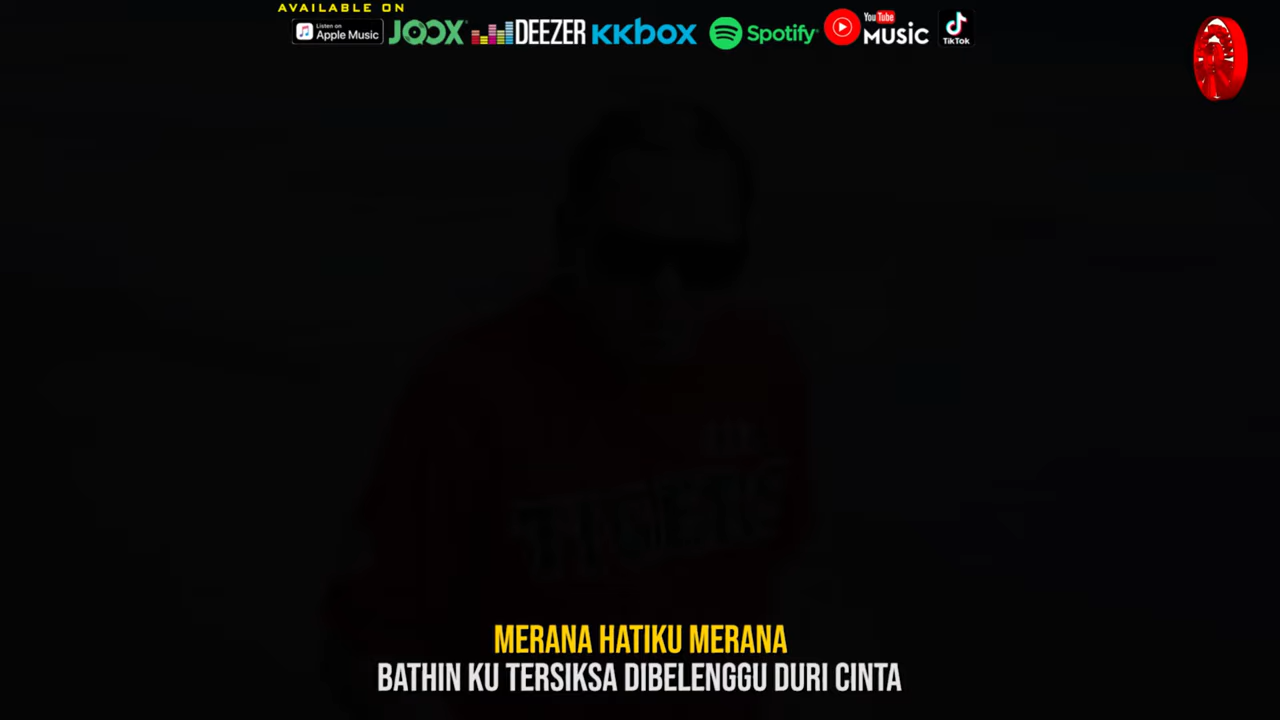 AVAILABLE ON
Listen on
Apple Music JOOX DEEZER KKBOX Spotify YouTube MUSIC TikTok
MERANA HATIKU MERANA
BATHIN KU TERSIKSA DIBELENGGU DURI CINTA